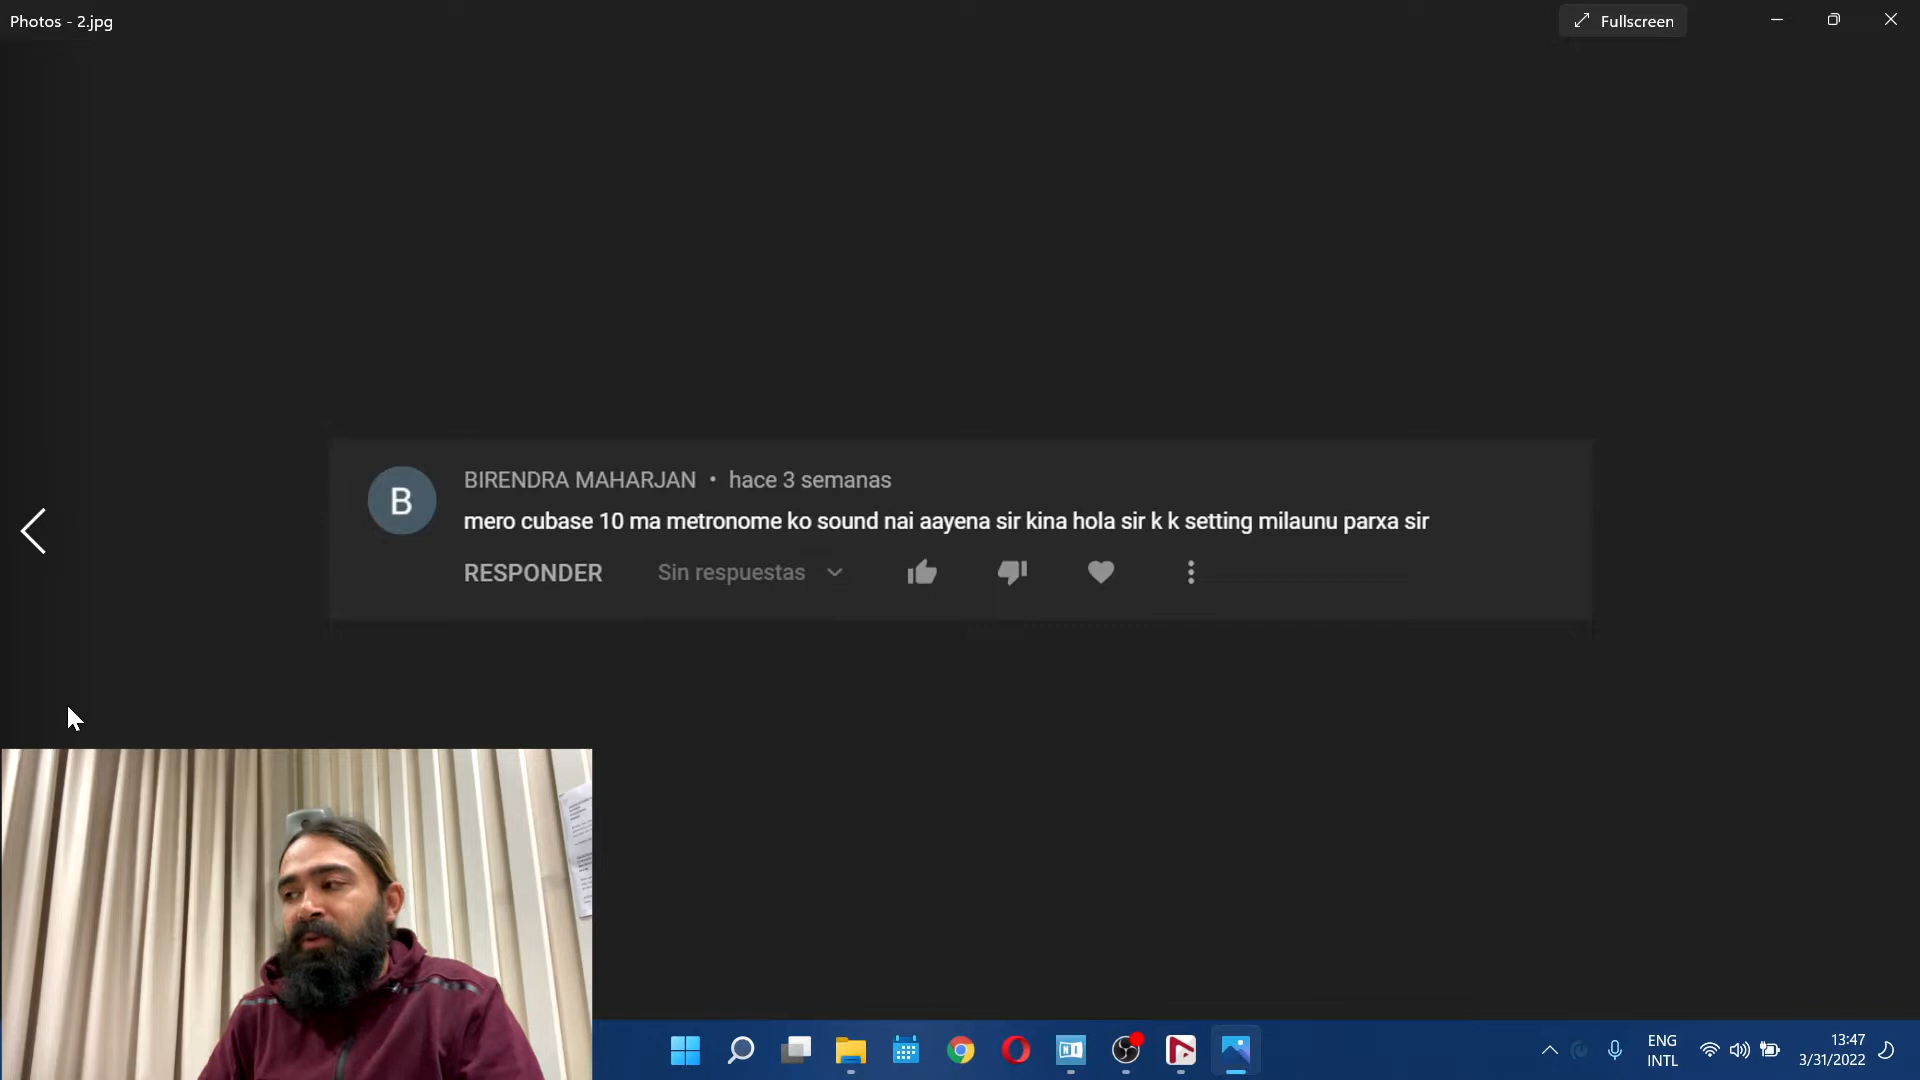 Photos - 2.jpg
Fullscreen
B
BIRENDRA MAHARJAN • hace 3 semanas
mero cubase 10 ma metronome ko sound nai aayena sir kina hola sir k k setting milaunu parxa sir
RESPONDER Sin respuestas
ENG
INTL
13:47
3/31/2022